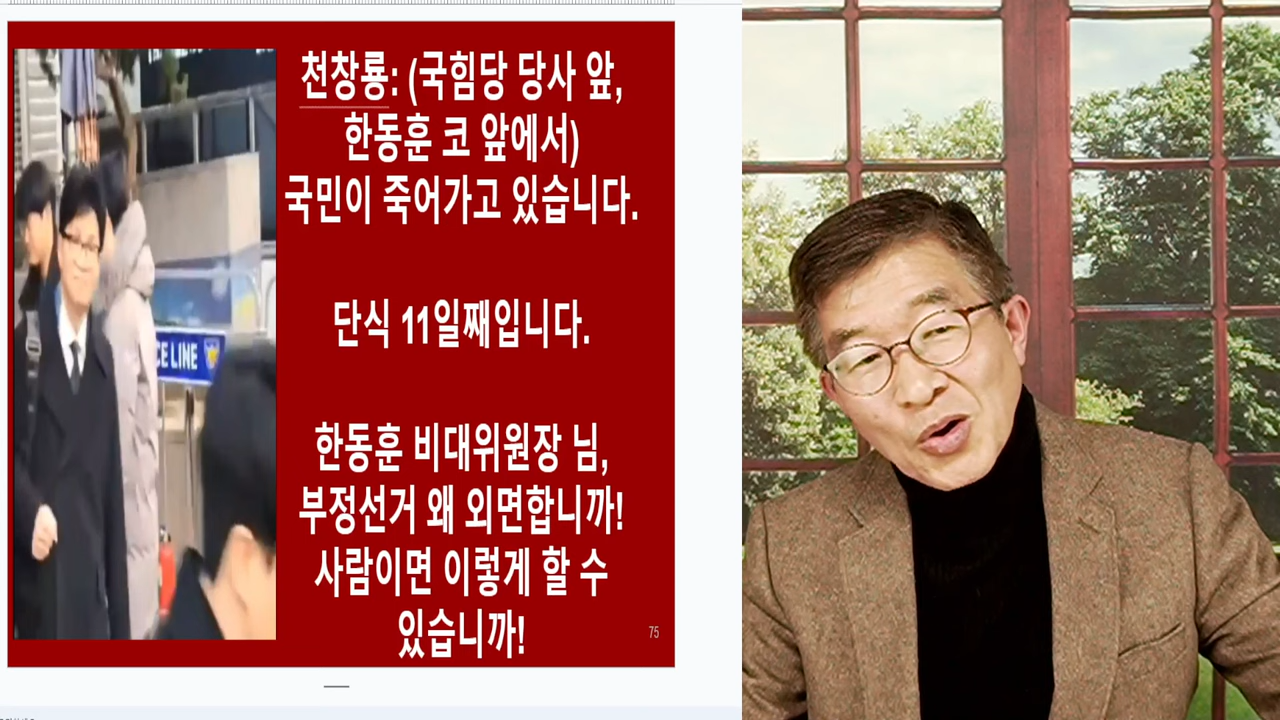 천창룡: (국힘당 당사 앞,
한동훈 코 앞에서)
국민이 죽어가고 있습니다.
단식 11일째입니다.
한동훈 비대위원장 님,
부정선거 왜 외면합니까!
사람이면 이렇게 할 수
있습니까!
75
CE LINE